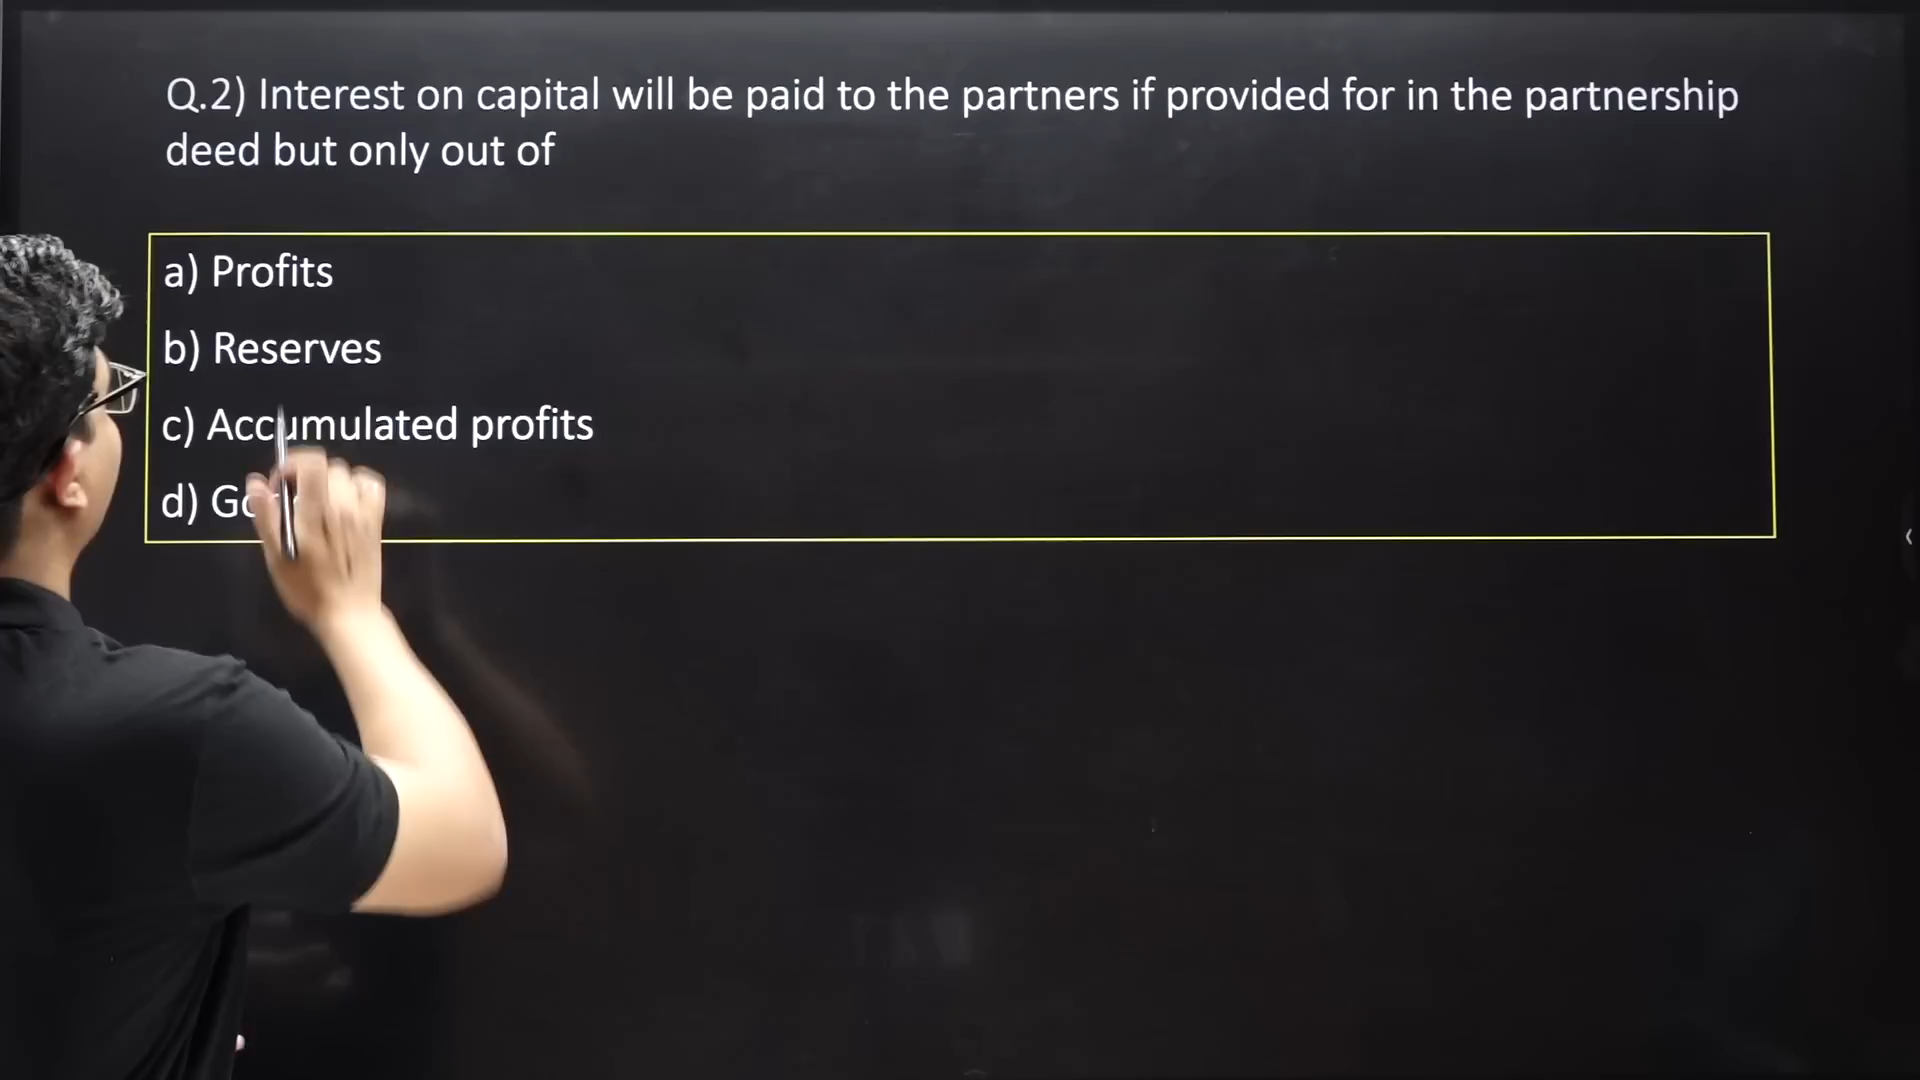 Q.2) Interest on capital will be paid to the partners if provided for in the partnership
deed but only out of
a) Profits
b) Reserves
c) Accumulated profits
d)